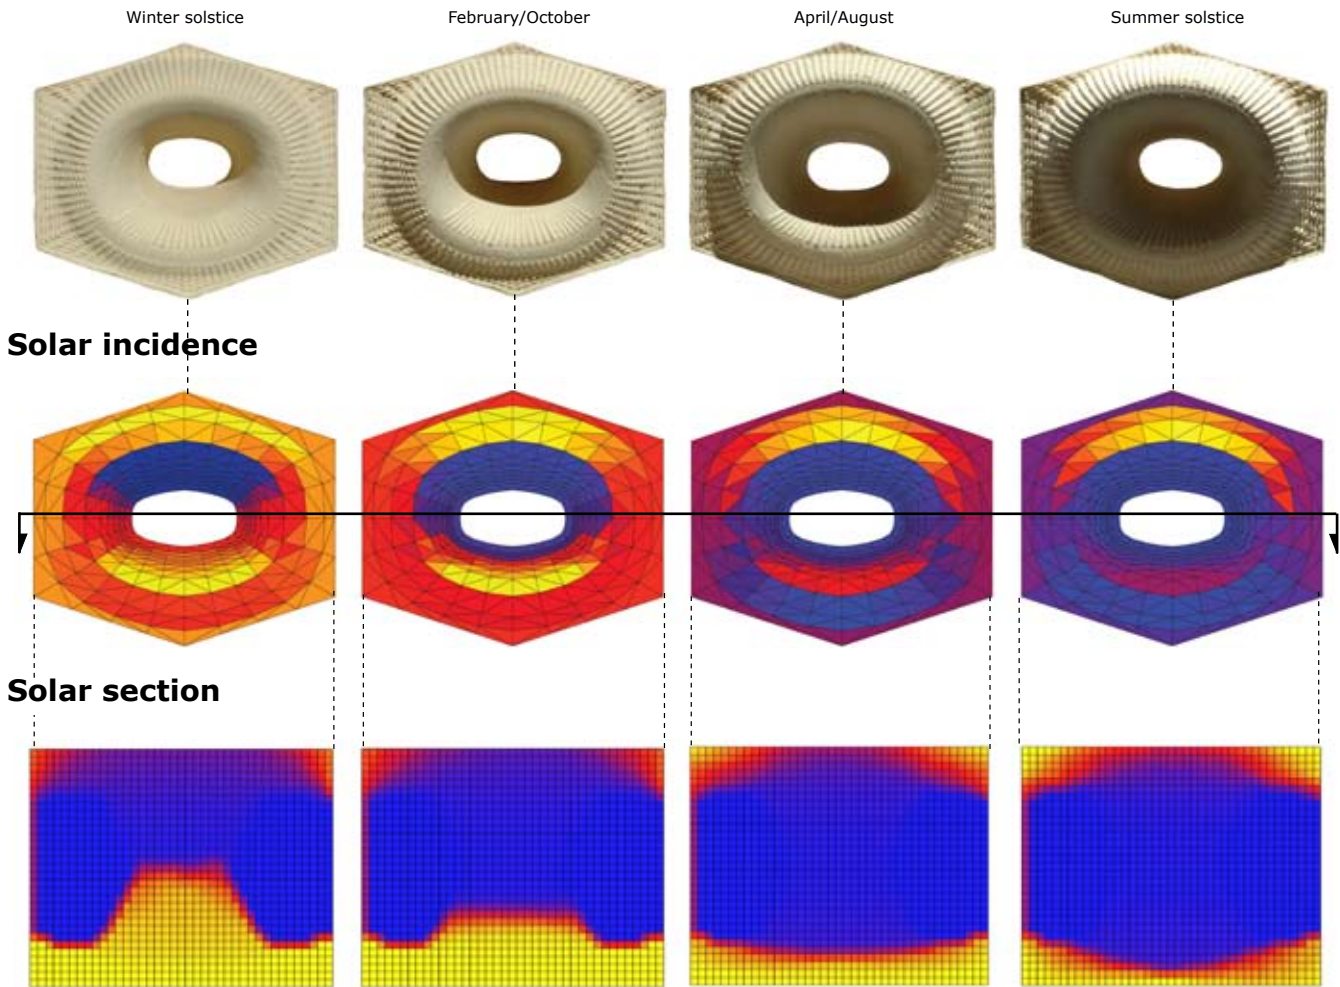 Winter solstice
February/October
April/August
Summer solstice
Solar incidence
Solar section